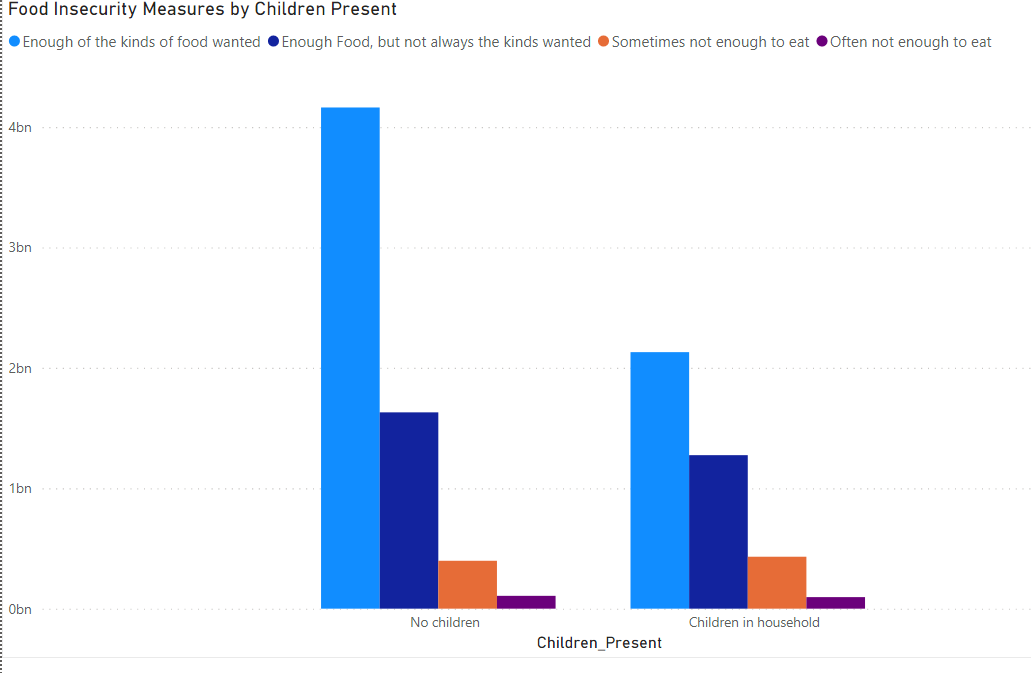 Food Insecurity Measures by Children Present
Enough of the kinds of food wanted Enough Food, but not always the kinds wanted Sometimes not enough to eat Often not enough to eat
4bn
3bn
2bn
1bn
0bn
No children Children in household
Children_Present